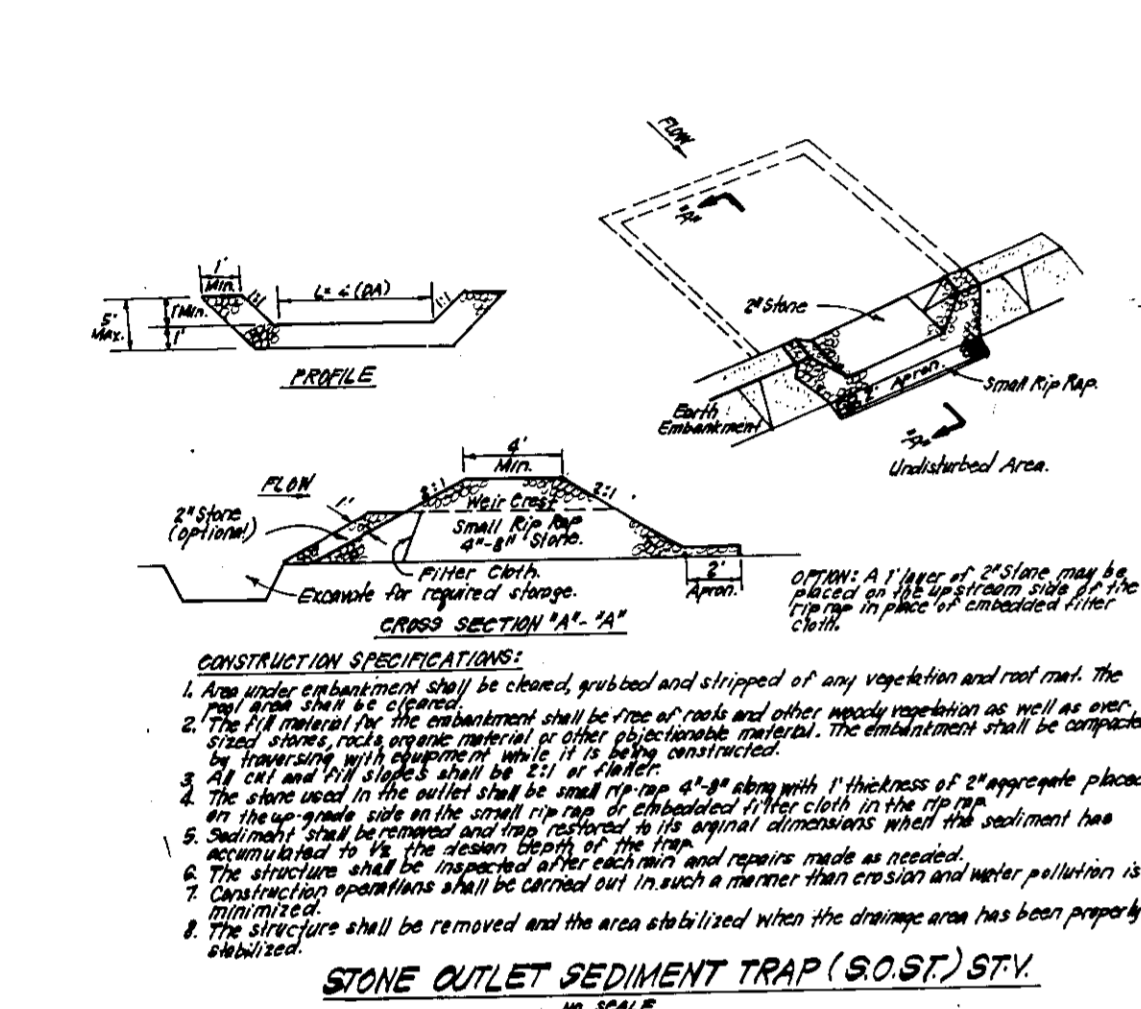 FLOW
"A"
1'
Min.
1:1
L= 4 (DA)
1:1
5'
Max.
1' Min.
1'
PROFILE
2" Stone
2' Apron.
Small Rip Rap.
Earth
Embankment
"A"
Undisturbed Area.
4'
Min.
FLOW
1'
2:1
2:1
2" Stone
(optional)
Weir Crest
Small Rip Rap
4"-8" Stone.
Filter Cloth.
2'
Apron.
Excavate for required storage.
CROSS SECTION "A"-"A"
OPTION: A 1' layer of 2" Stone may be
placed on the upstream side of the
rip rap in place of embedded filter
cloth.
CONSTRUCTION SPECIFICATIONS:
1. Area under embankment shall be cleared, grubbed and stripped of any vegetation and root mat. The
pool area shall be cleared.
2. The fill material for the embankment shall be free of roots and other woody vegetation as well as over-
sized stones, rocks, organic material or other objectionable material. The embankment shall be compacted
by traversing with equipment while it is being constructed.
3. All cut and fill slopes shall be 2:1 or flatter.
4. The stone used in the outlet shall be small rip-rap 4"-8" along with 1' thickness of 2" aggregate placed
on the up-grade side on the small rip rap or embedded filter cloth in the rip rap.
5. Sediment shall be removed and trap restored to its orginal dimensions when the sediment has
accumulated to 1/2 the design depth of the trap.
6. The structure shall be inspected after each rain and repairs made as needed.
7. Construction operations shall be carried out in such a manner than erosion and water pollution is
minimized.
8. The structure shall be removed and the area stabilized when the drainage area has been properly
stabilized.
STONE OUTLET SEDIMENT TRAP (S.O.S.T.) ST-V.
NO SCALE